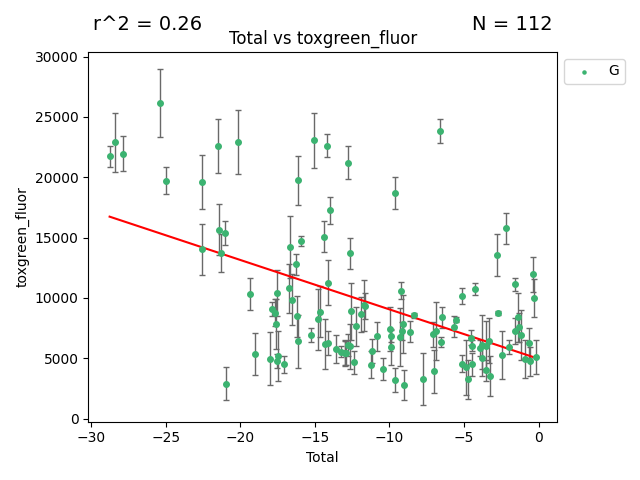 r^2 = 0.26
N = 112
Total vs toxgreen_fluor
30000
25000
20000
15000
10000
5000
0
toxgreen_fluor
−30
−25
−20
−15
−10
−5
0
Total
G